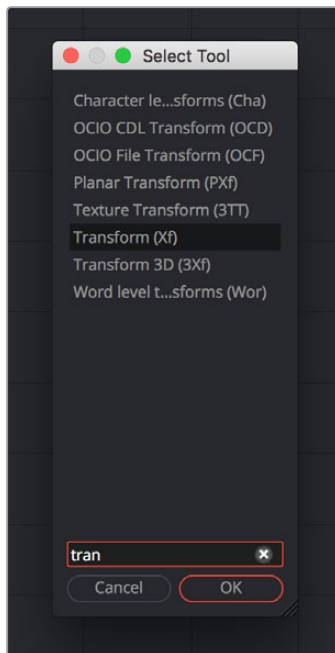 Select Tool
Character le...sforms (Cha)
OCIO CDL Transform (OCD)
OCIO File Transform (OCF)
Planar Transform (PXf)
Texture Transform (3TT)
Transform (Xf)
Transform 3D (3Xf)
Word level t...sforms (Wor)
tran
Cancel OK